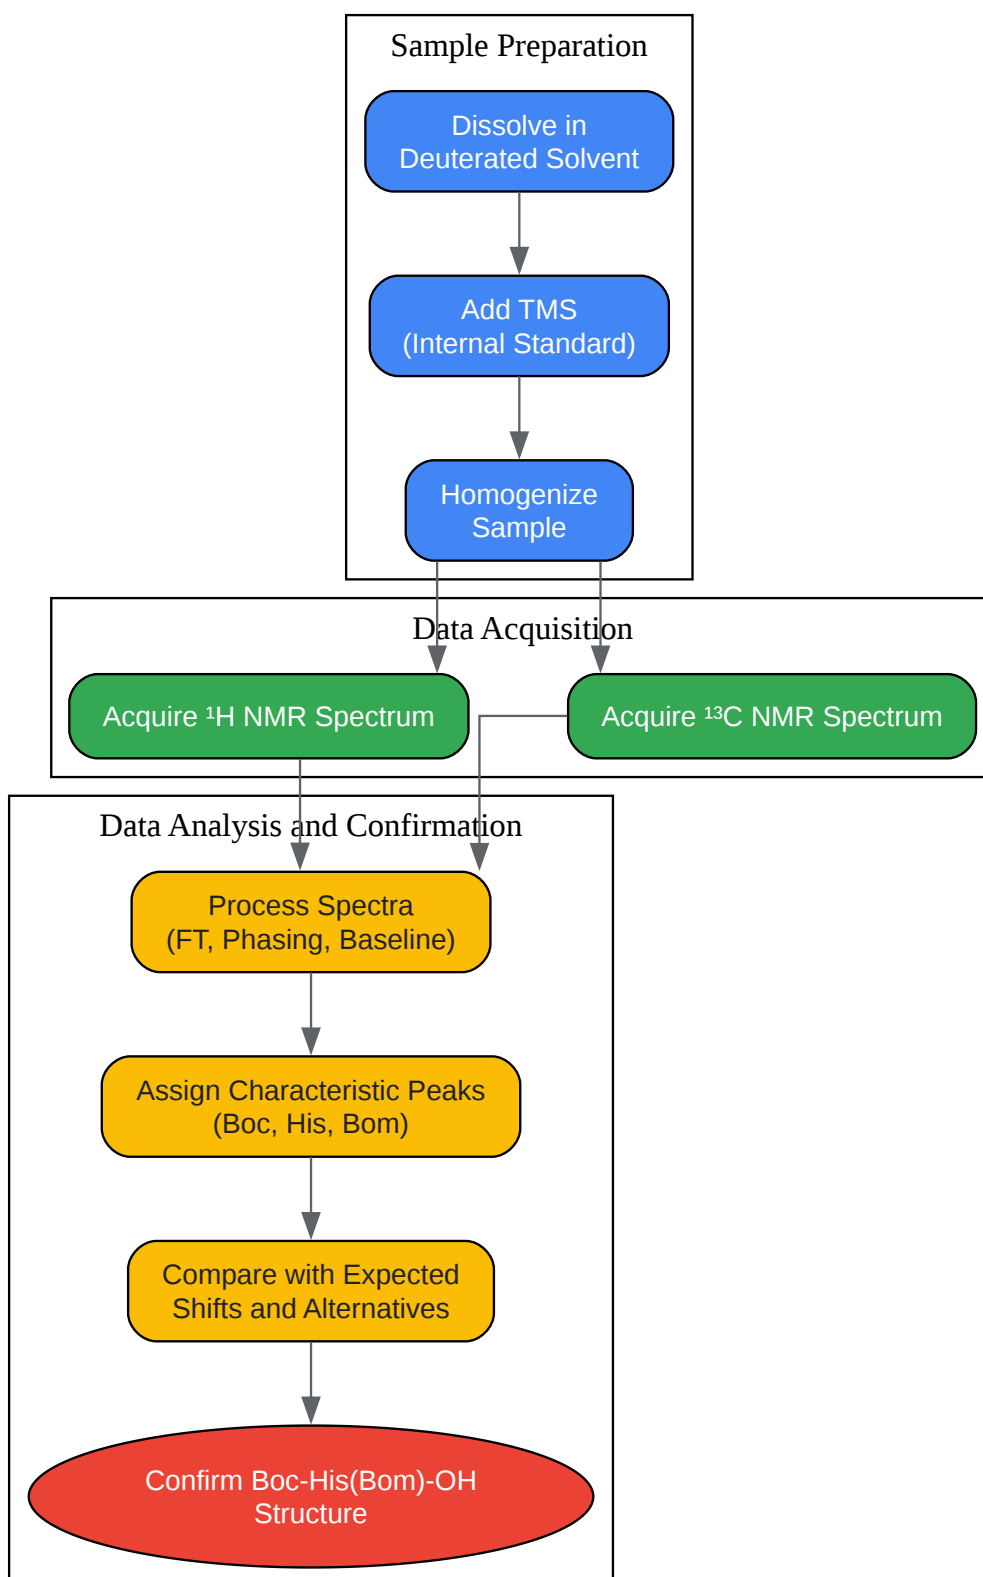 Sample Preparation
Dissolve in
Deuterated Solvent
Add TMS
(Internal Standard)
Homogenize
Sample
Data Acquisition
Acquire ¹H NMR Spectrum
Acquire ¹³C NMR Spectrum
Data Analysis and Confirmation
Process Spectra
(FT, Phasing, Baseline)
Assign Characteristic Peaks
(Boc, His, Bom)
Compare with Expected
Shifts and Alternatives
Confirm Boc-His(Bom)-OH
Structure